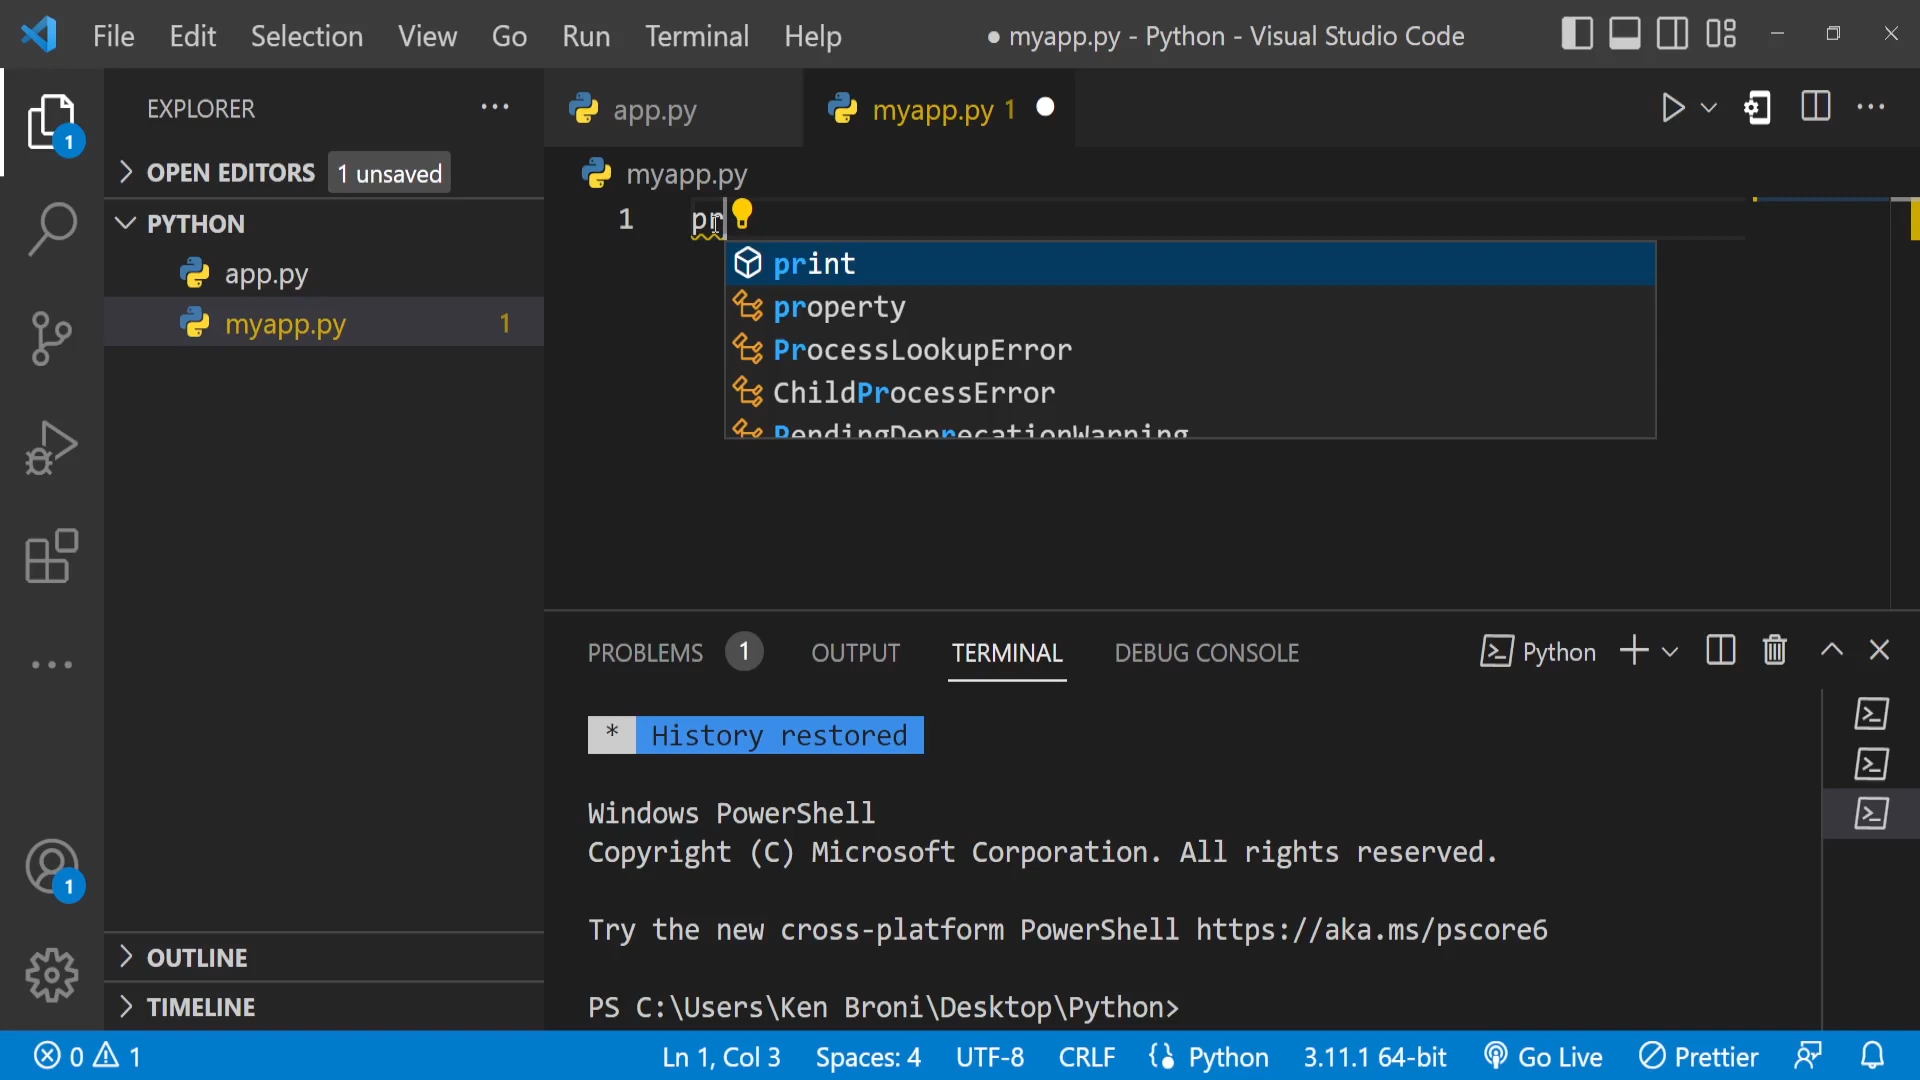 File Edit Selection View Go Run Terminal Help ● myapp.py - Python - Visual Studio Code
EXPLORER
OPEN EDITORS 1 unsaved
PYTHON
app.py
myapp.py 1
OUTLINE
TIMELINE
1
1
app.py myapp.py 1
myapp.py
1 pr
print
property
ProcessLookupError
ChildProcessError
PendingDeprecationWarning
PROBLEMS 1 OUTPUT TERMINAL DEBUG CONSOLE Python
* History restored
Windows PowerShell
Copyright (C) Microsoft Corporation. All rights reserved.
Try the new cross-platform PowerShell https://aka.ms/pscore6
PS C:\Users\Ken Broni\Desktop\Python>
0 1 Ln 1, Col 3 Spaces: 4 UTF-8 CRLF Python 3.11.1 64-bit Go Live Prettier